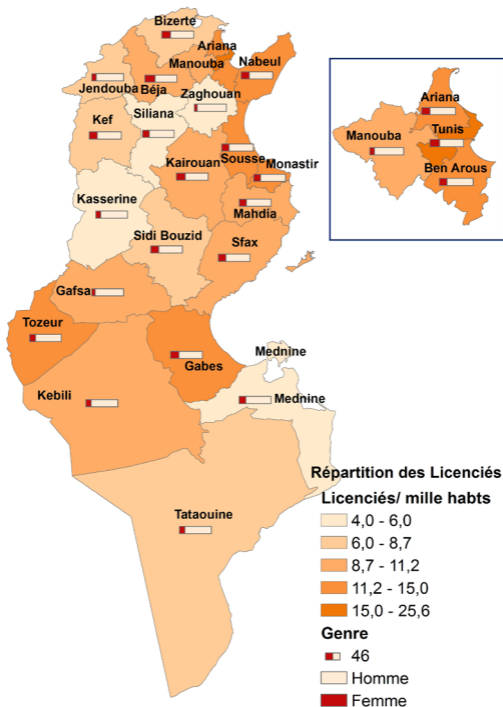 Bizerte
Ariana
Manouba
Nabeul
Jendouba
Béja
Zaghouan
Kef
Siliana
Kairouan
Sousse
Monastir
Kasserine
Mahdia
Sidi Bouzid
Sfax
Gafsa
Tozeur
Gabes
Mednine
Kebili
Mednine
Tataouine
Ariana
Manouba
Tunis
Ben Arous
Répartition des Licenciés
Licenciés/ mille habts
4,0 - 6,0
6,0 - 8,7
8,7 - 11,2
11,2 - 15,0
15,0 - 25,6
Genre
46
Homme
Femme